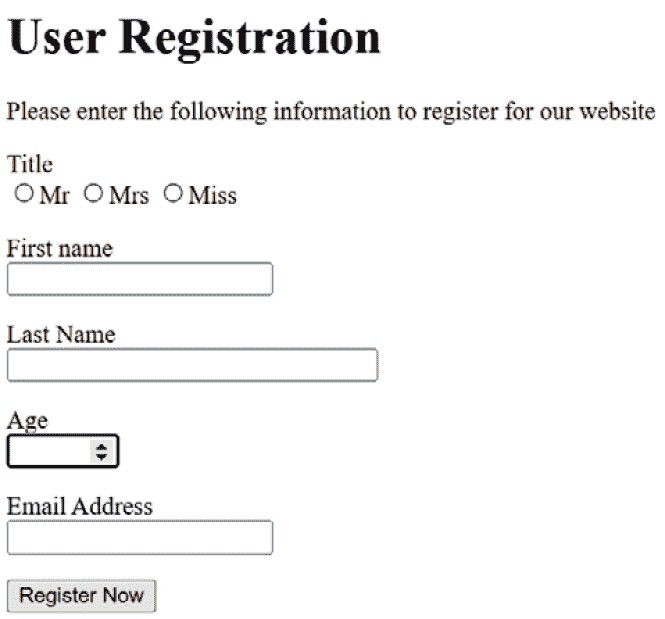 User Registration
Please enter the following information to register for our website
Title
Mr Mrs Miss
First name
Last Name
Age
Email Address
Register Now